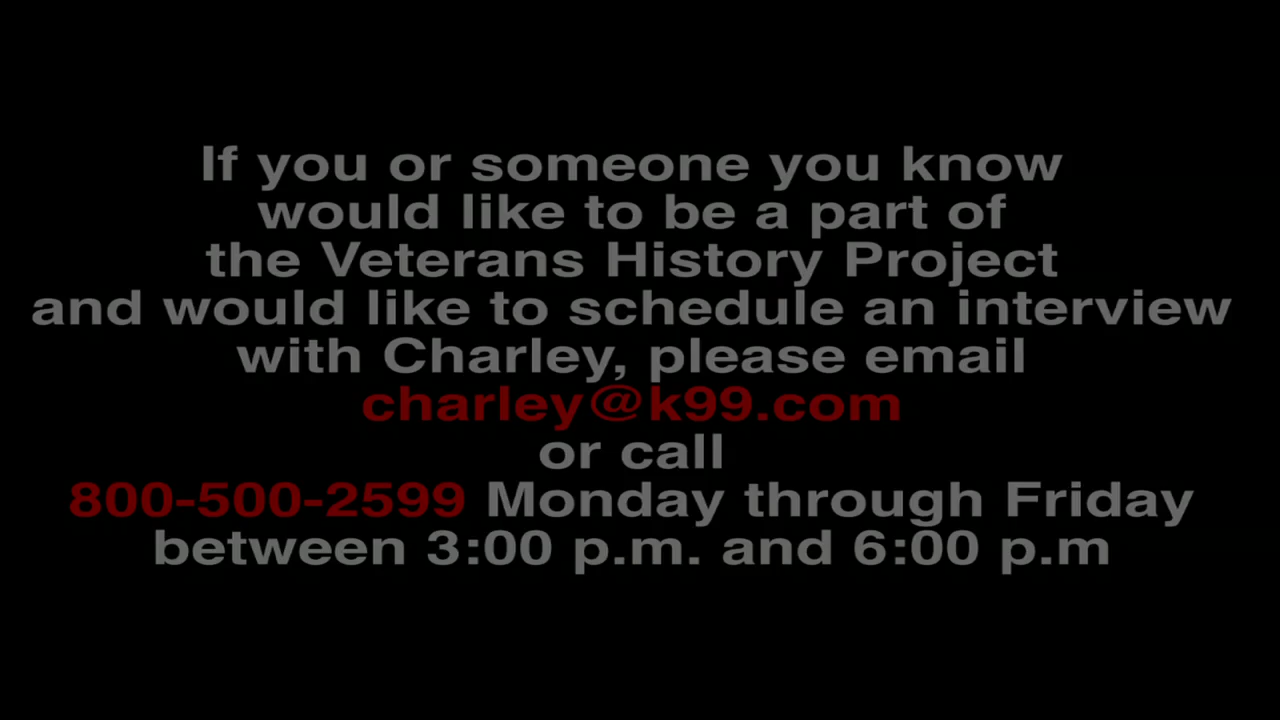 If you or someone you know
would like to be a part of
the Veterans History Project
and would like to schedule an interview
with Charley, please email
charley@k99.com
or call
800-500-2599 Monday through Friday
between 3:00 p.m. and 6:00 p.m